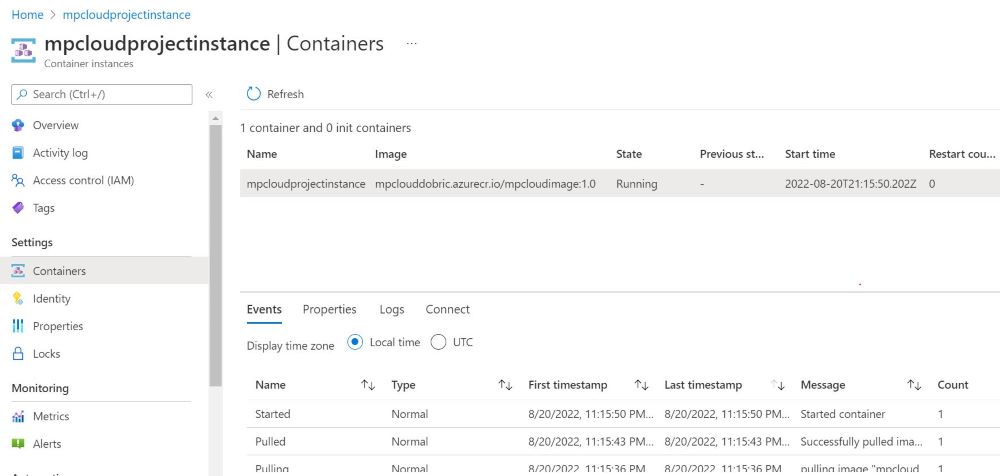 Home > mpcloudprojectinstance
mpcloudprojectinstance | Containers ...
Container instances
Search (Ctrl+/) «
Refresh
Overview
Activity log
Access control (IAM)
Tags
Settings
Containers
Identity
Properties
Locks
Monitoring
Metrics
Alerts
1 container and 0 init containers
Name Image State Previous st... Start time Restart cou...
mpcloudprojectinstance mpclouddobric.azurecr.io/mpcloudimage:1.0 Running - 2022-08-20T21:15:50.202Z 0
Events Properties Logs Connect
Display time zone Local time UTC
Name ↑↓ Type ↑↓ First timestamp ↑↓ Last timestamp ↑↓ Message ↑↓ Count
Started Normal 8/20/2022, 11:15:50 PM... 8/20/2022, 11:15:50 PM... Started container 1
Pulled Normal 8/20/2022, 11:15:43 PM... 8/20/2022, 11:15:43 PM... Successfully pulled ima... 1
Pulling Normal 8/20/2022, 11:15:36 PM... 8/20/2022, 11:15:36 PM... pulling image "mpcloud... 1